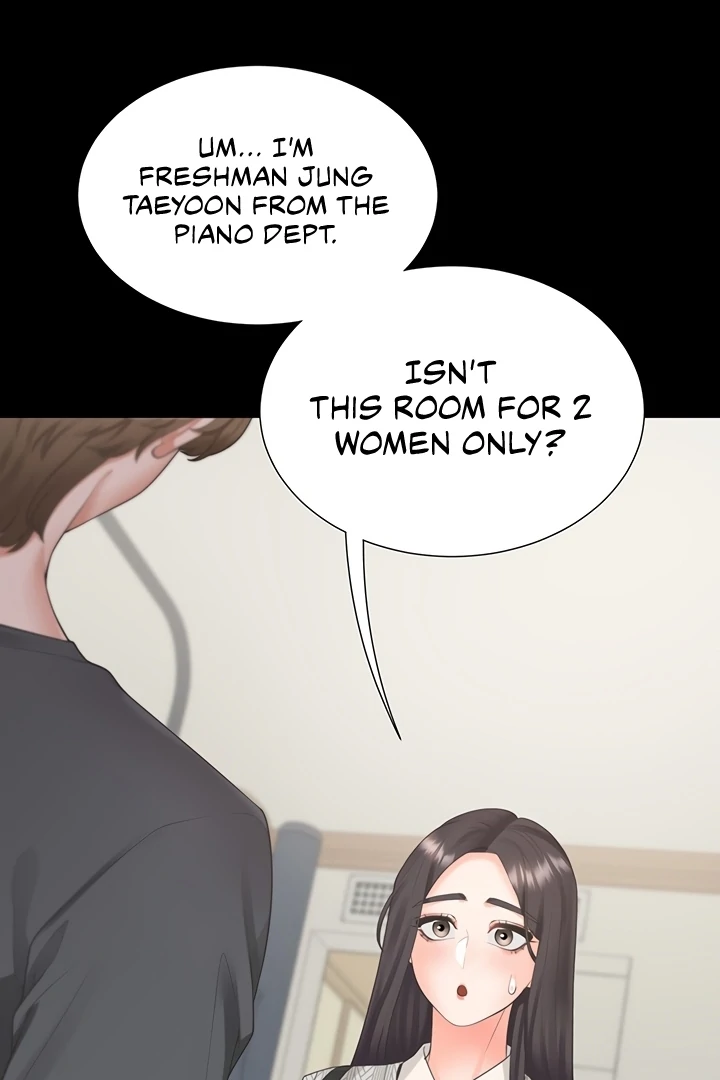 UM... I'M
FRESHMAN JUNG
TAEYOON FROM THE
PIANO DEPT.
ISN'T
THIS ROOM FOR 2
WOMEN ONLY?